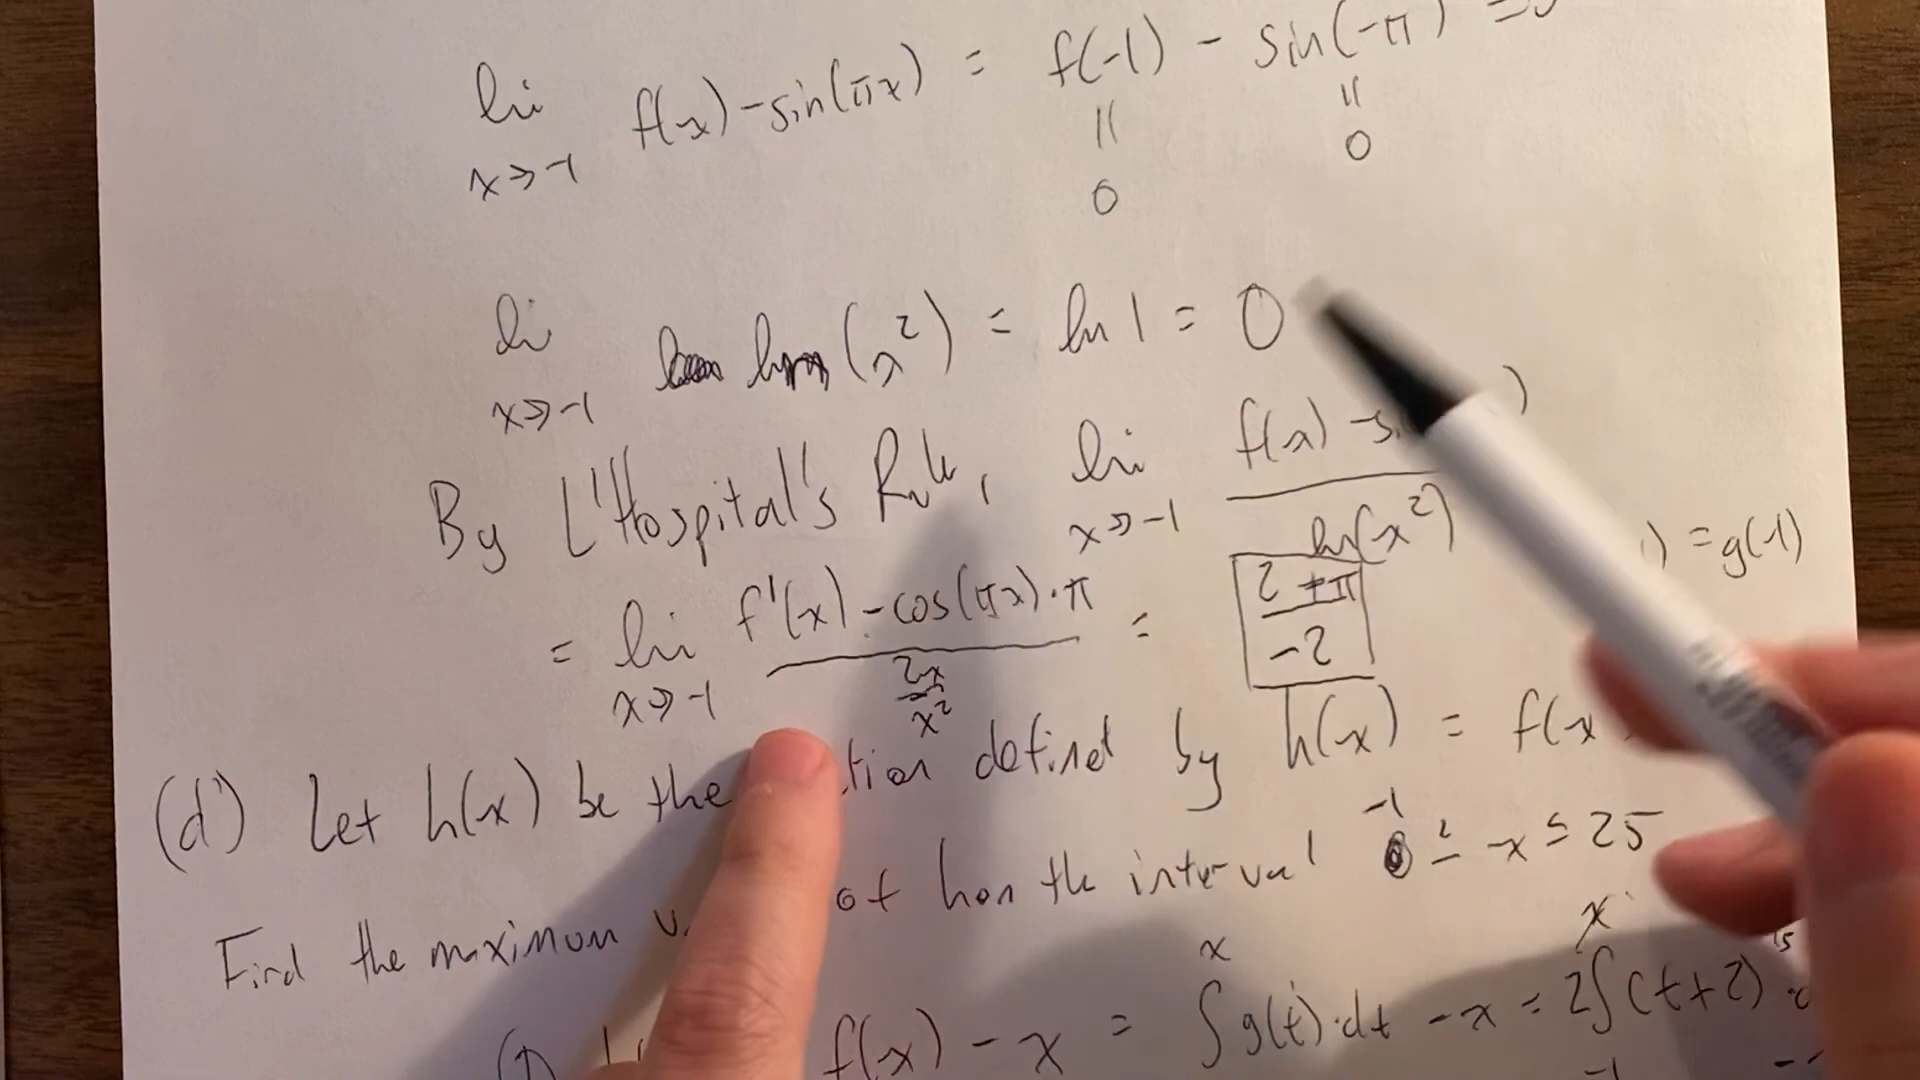 lim f(x) - sin(πx) = f(-1) - sin(-π)
x→-1 || ||
0 0
lim ln(x²) = ln 1 = 0
x→-1
By L'Hospital's Rule, lim f(x) - )
x→-1 ln(x²)
= lim f'(x) - cos(πx)·π = 2+π ) = g(-1)
x→-1 2x -2
x²
(d) Let h(x) be the defined by h(x) = f(x
Find the maximum of h on the interval -1 ≤ x ≤ 25
f(x) - x = ∫ˣ g(t)·dt - x = 2∫ˣ (t+2)
-1